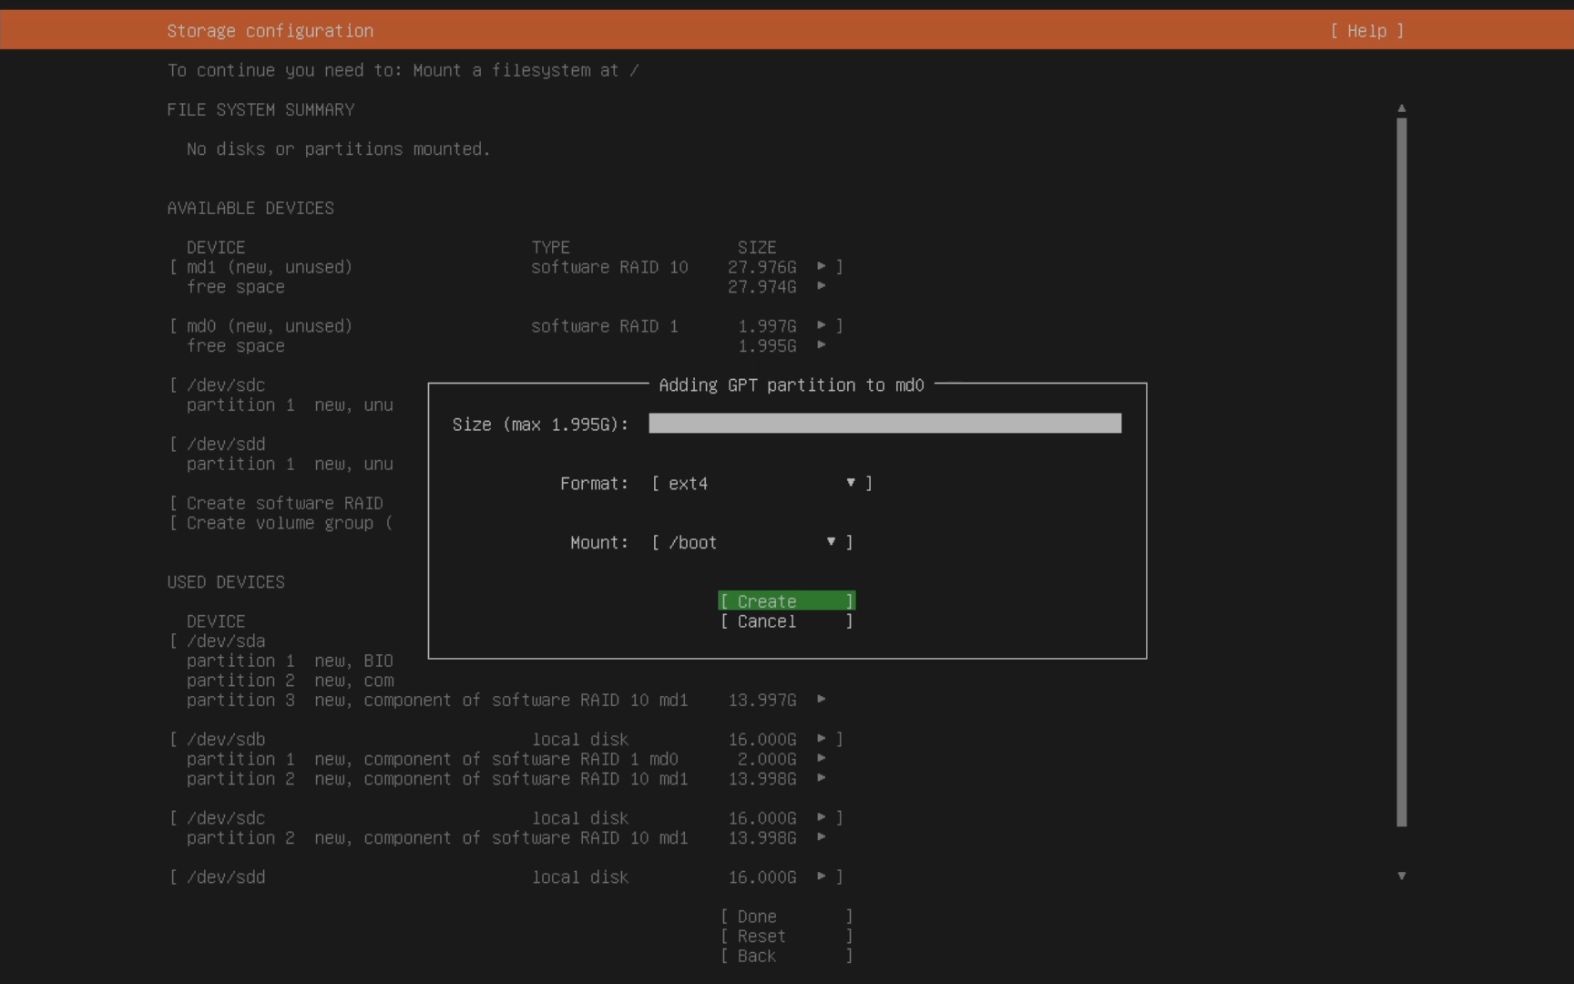 Storage configuration [ Help ]
To continue you need to: Mount a filesystem at /
FILE SYSTEM SUMMARY
No disks or partitions mounted.
AVAILABLE DEVICES
DEVICE TYPE SIZE
[ md1 (new, unused) software RAID 10 27.976G ▸ ]
free space 27.974G ▸
[ md0 (new, unused) software RAID 1 1.997G ▸ ]
free space 1.995G ▸
[ /dev/sdc
partition 1 new, unu
[ /dev/sdd
partition 1 new, unu
[ Create software RAID
[ Create volume group (
Adding GPT partition to md0
Size (max 1.995G):
Format: [ ext4 ▾ ]
Mount: [ /boot ▾ ]
[ Create ]
[ Cancel ]
USED DEVICES
DEVICE
[ /dev/sda
partition 1 new, BIO
partition 2 new, com
partition 3 new, component of software RAID 10 md1 13.997G ▸
[ /dev/sdb local disk 16.000G ▸ ]
partition 1 new, component of software RAID 1 md0 2.000G ▸
partition 2 new, component of software RAID 10 md1 13.998G ▸
[ /dev/sdc local disk 16.000G ▸ ]
partition 2 new, component of software RAID 10 md1 13.998G ▸
[ /dev/sdd local disk 16.000G ▸ ]
[ Done ]
[ Reset ]
[ Back ]